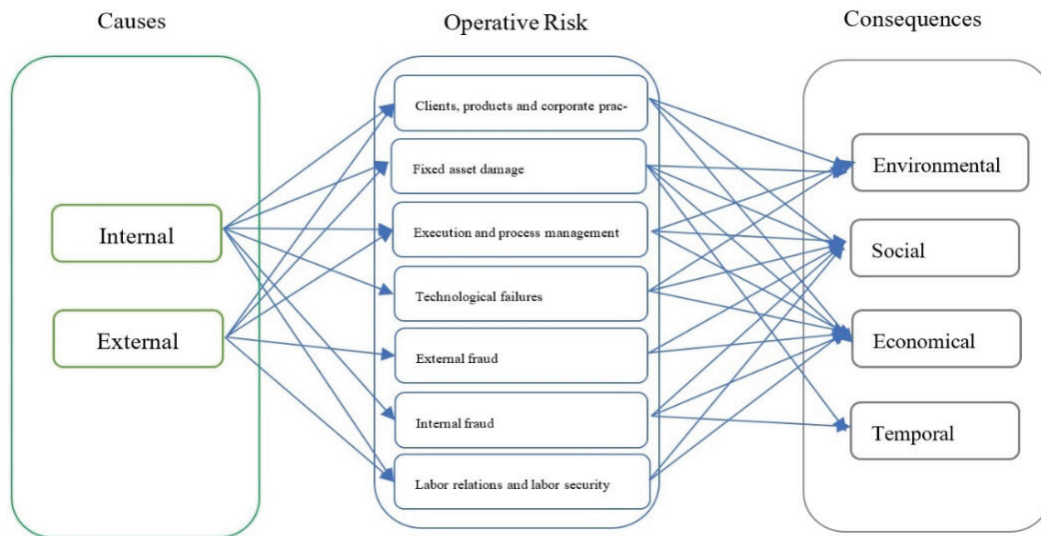 Causes
Operative Risk
Consequences
Internal
External
Clients, products and corporate prac-
Fixed asset damage
Execution and process management
Technological failures
External fraud
Internal fraud
Labor relations and labor security
Environmental
Social
Economical
Temporal